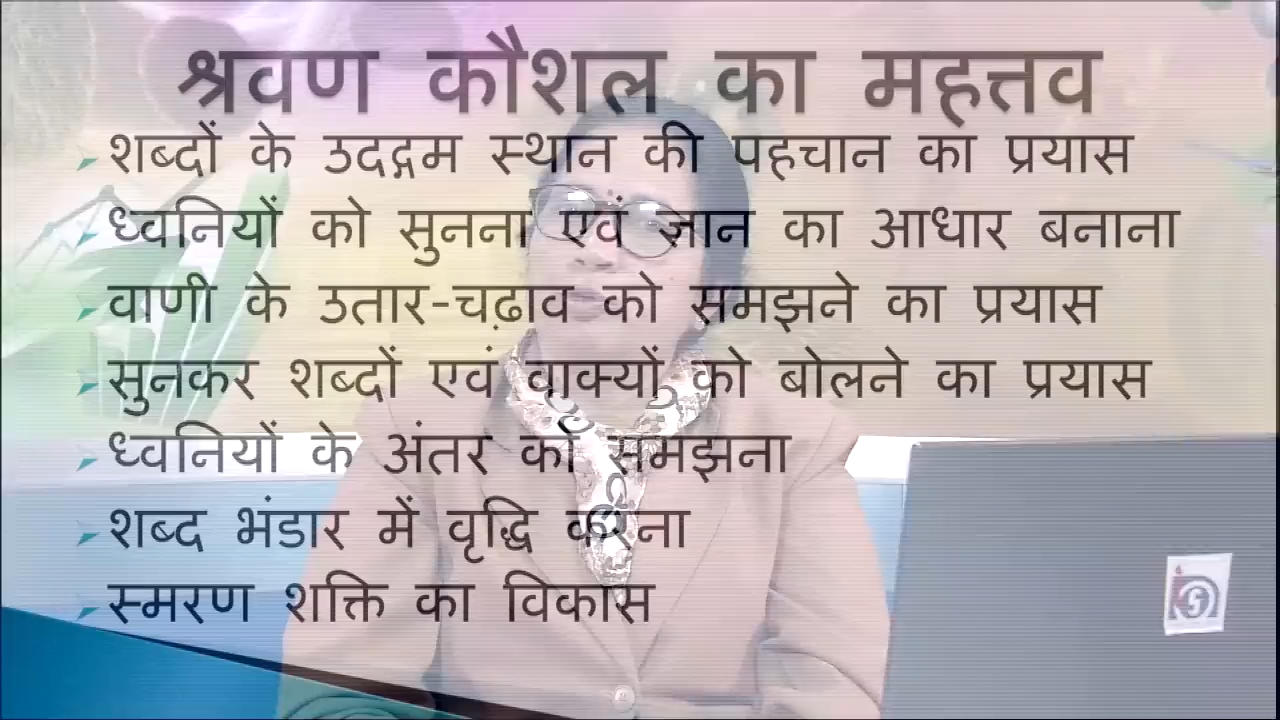 श्रवण कौशल का महत्तव
शब्दों के उदद्गम स्थान की पहचान का प्रयास
ध्वनियों को सुनना एवं ज्ञान का आधार बनाना
वाणी के उतार-चढ़ाव को समझने का प्रयास
सुनकर शब्दों एवं वाक्यों को बोलने का प्रयास
ध्वनियों के अंतर को समझना
शब्द भंडार में वृद्धि करना
स्मरण शक्ति का विकास